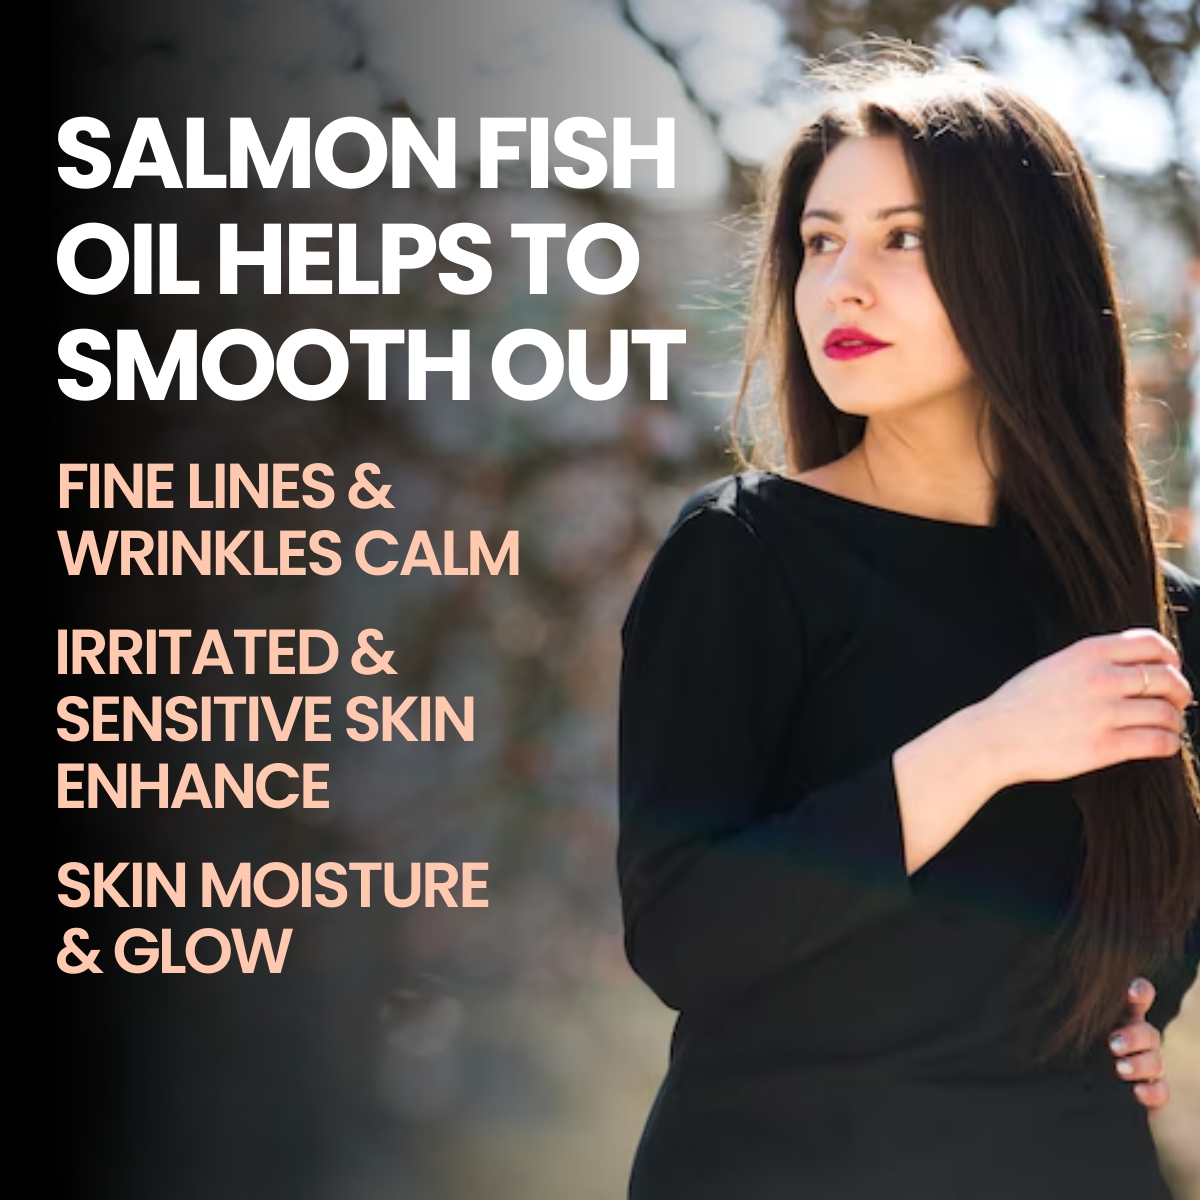 SALMON FISH
OIL HELPS TO
SMOOTH OUT
FINE LINES &
WRINKLES CALM
IRRITATED &
SENSITIVE SKIN
ENHANCE
SKIN MOISTURE
& GLOW